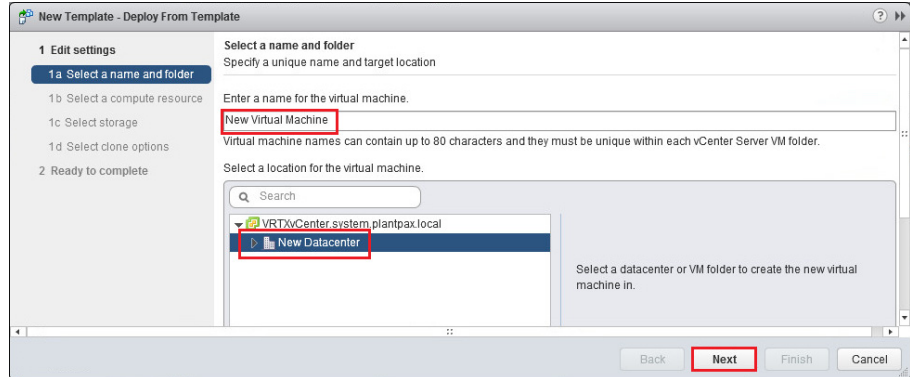 New Template - Deploy From Template
1 Edit settings
1a Select a name and folder
1b Select a compute resource
1c Select storage
1d Select clone options
2 Ready to complete
Select a name and folder
Specify a unique name and target location
Enter a name for the virtual machine.
New Virtual Machine
Virtual machine names can contain up to 80 characters and they must be unique within each vCenter Server VM folder.
Select a location for the virtual machine.
Search
VRTXvCenter.system.plantpax.local
New Datacenter
Select a datacenter or VM folder to create the new virtual
machine in.
Back Next Finish Cancel